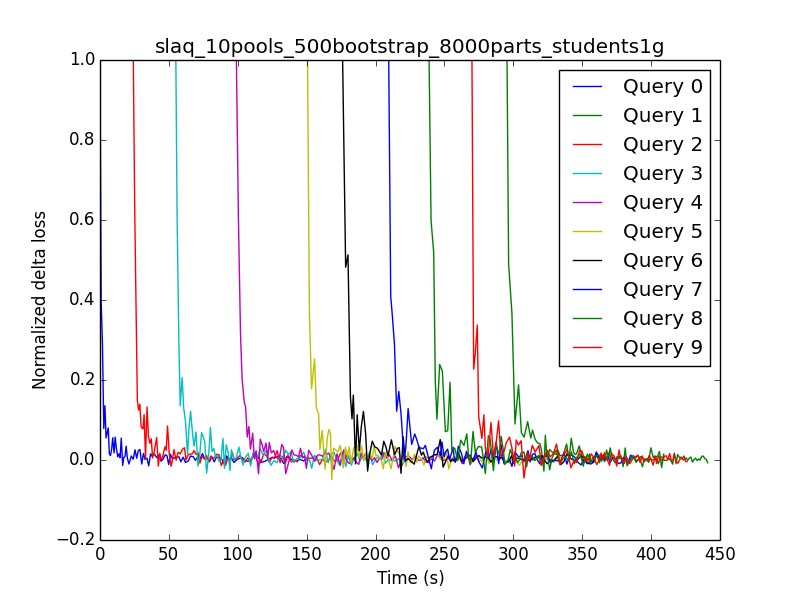 slaq_10pools_500bootstrap_8000parts_students1g
1.0
0.8
0.6
0.4
0.2
0.0
−0.2
Normalized delta loss
Query 0
Query 1
Query 2
Query 3
Query 4
Query 5
Query 6
Query 7
Query 8
Query 9
0 50 100 150 200 250 300 350 400 450
Time (s)